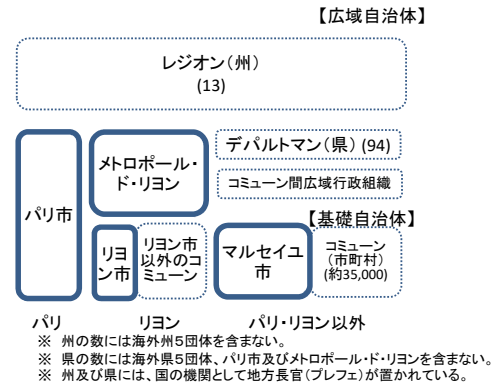 【広域自治体】
レジオン（州）
(13)
デパルトマン（県） (94)
メトロポール・
ド・リヨン
コミューン間広域行政組織
パリ市
【基礎自治体】
リヨ
ン市
リヨン市
以外のコ
ミューン
マルセイユ
市
コミューン
（市町村）
(約35,000)
パリ
リヨン
パリ・リヨン以外
※ 州の数には海外州５団体を含まない。
※ 県の数には海外県５団体、パリ市及びメトロポール・ド・リヨンを含まない。
※ 州及び県には、国の機関として地方長官（プレフェ）が置かれている。